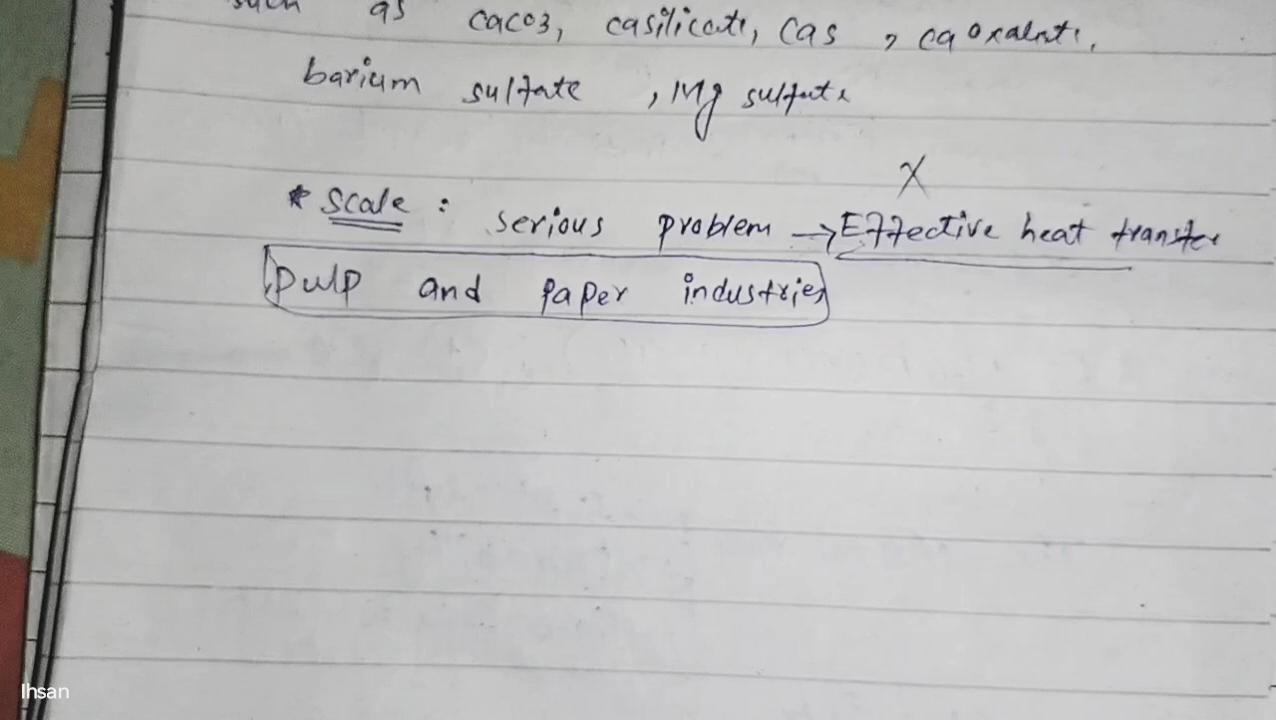 such as caco3, casilicate, cas , ca oxalate,
barium sulfate , Mg sulfate
X
* scale : serious problem → Effective heat transfer
pulp and paper industries
Ihsan